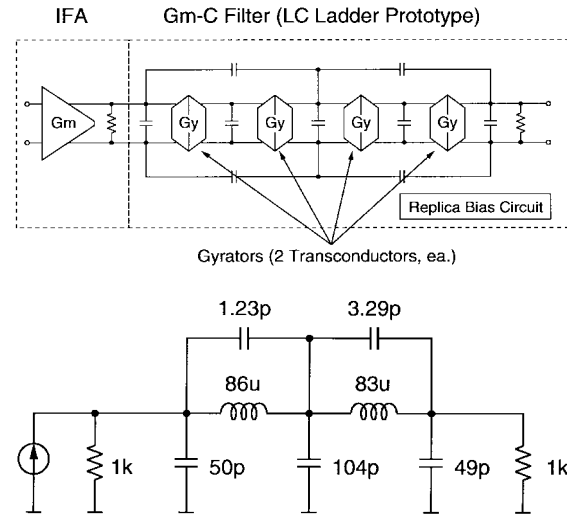 IFA Gm-C Filter (LC Ladder Prototype)
Gm Gy Gy Gy Gy
Replica Bias Circuit
Gyrators (2 Transconductors, ea.)
1.23p 3.29p
86u 83u
1k 50p 104p 49p 1k